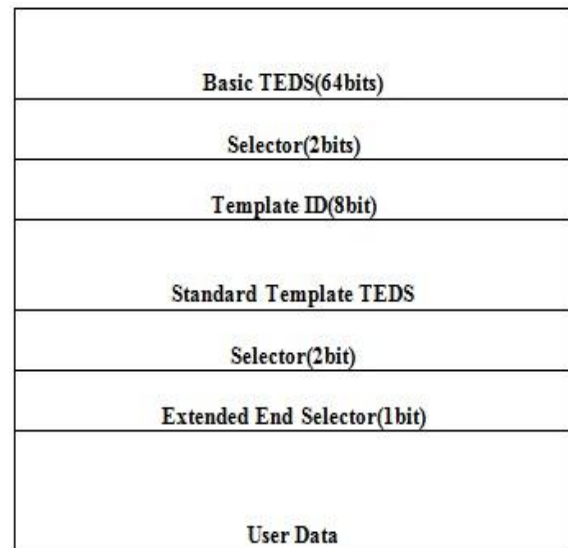 Basic TEDS(64bits)
Selector(2bits)
Template ID(8bit)
Standard Template TEDS
Selector(2bit)
Extended End Selector(1bit)
User Data